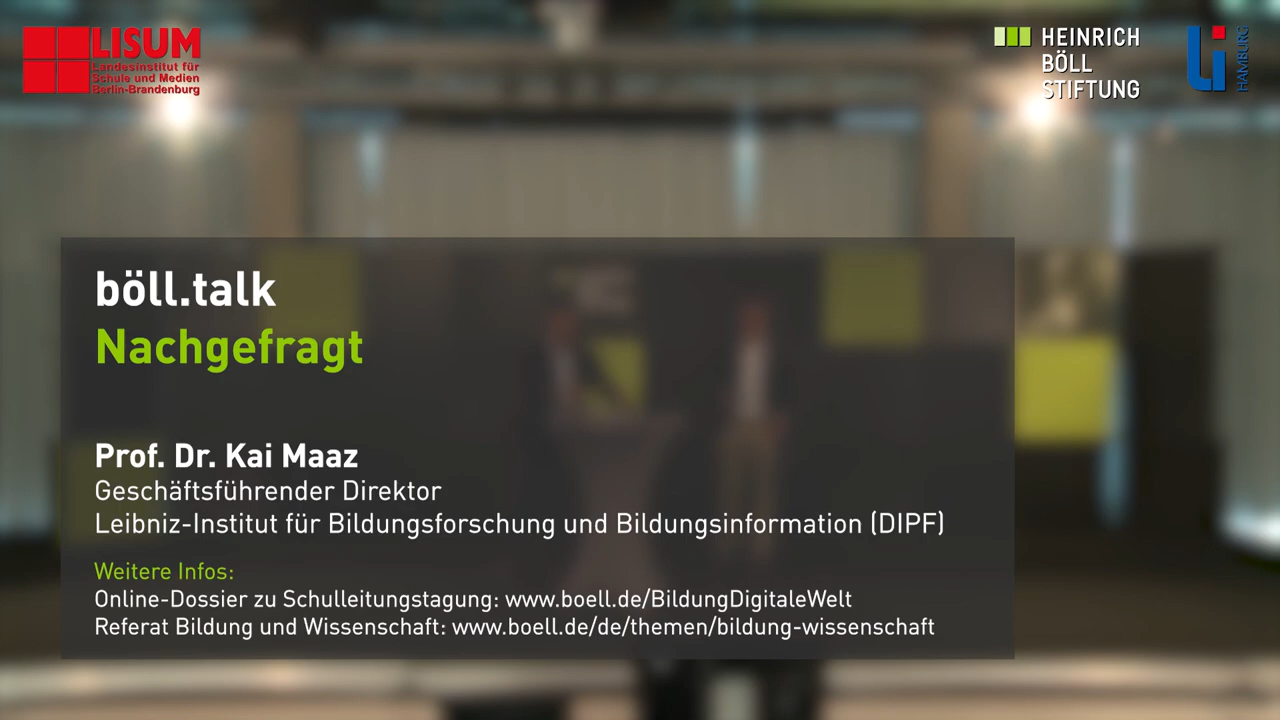 LISUM
Landesinstitut für
Schule und Medien
Berlin-Brandenburg
HEINRICH
BÖLL
STIFTUNG
Li
HAMBURG
böll.talk
Nachgefragt
Prof. Dr. Kai Maaz
Geschäftsführender Direktor
Leibniz-Institut für Bildungsforschung und Bildungsinformation (DIPF)
Weitere Infos:
Online-Dossier zu Schulleitungstagung: www.boell.de/BildungDigitaleWelt
Referat Bildung und Wissenschaft: www.boell.de/de/themen/bildung-wissenschaft